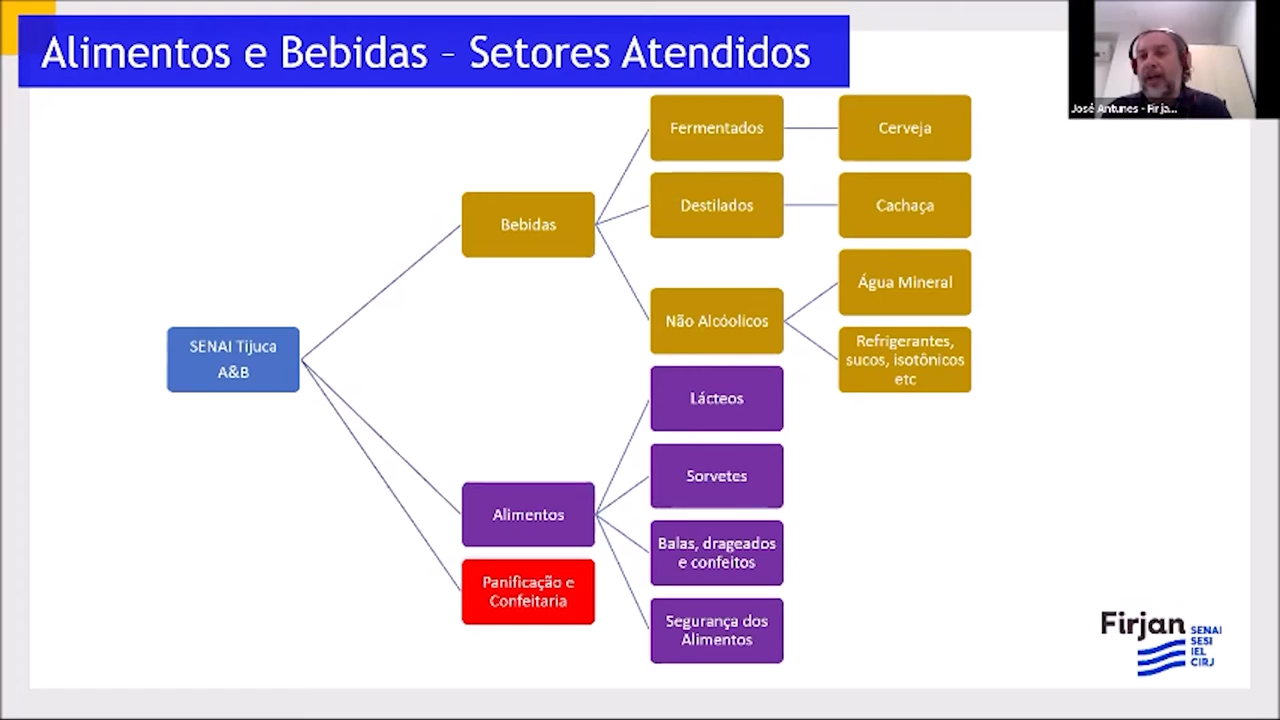 Alimentos e Bebidas – Setores Atendidos
José Antunes - Firja...
Fermentados
Cerveja
Destilados
Cachaça
Bebidas
Água Mineral
Não Alcóolicos
Refrigerantes,
sucos, isotônicos
etc
SENAI Tijuca
A&B
Lácteos
Sorvetes
Alimentos
Balas, drageados
e confeitos
Panificação e
Confeitaria
Segurança dos
Alimentos
Firjan
SENAI
SESI
IEL
CIRJ